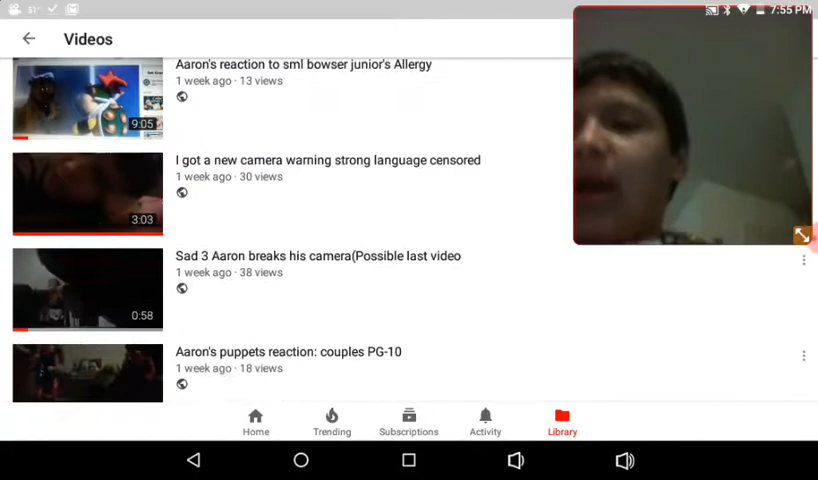 51°
7:55 PM
Videos
Aaron's reaction to sml bowser junior's Allergy
1 week ago · 13 views
9:05
I got a new camera warning strong language censored
1 week ago · 30 views
3:03
Sad 3 Aaron breaks his camera(Possible last video
1 week ago · 38 views
0:58
Aaron's puppets reaction: couples PG-10
1 week ago · 18 views
Home
Trending
Subscriptions
Activity
Library